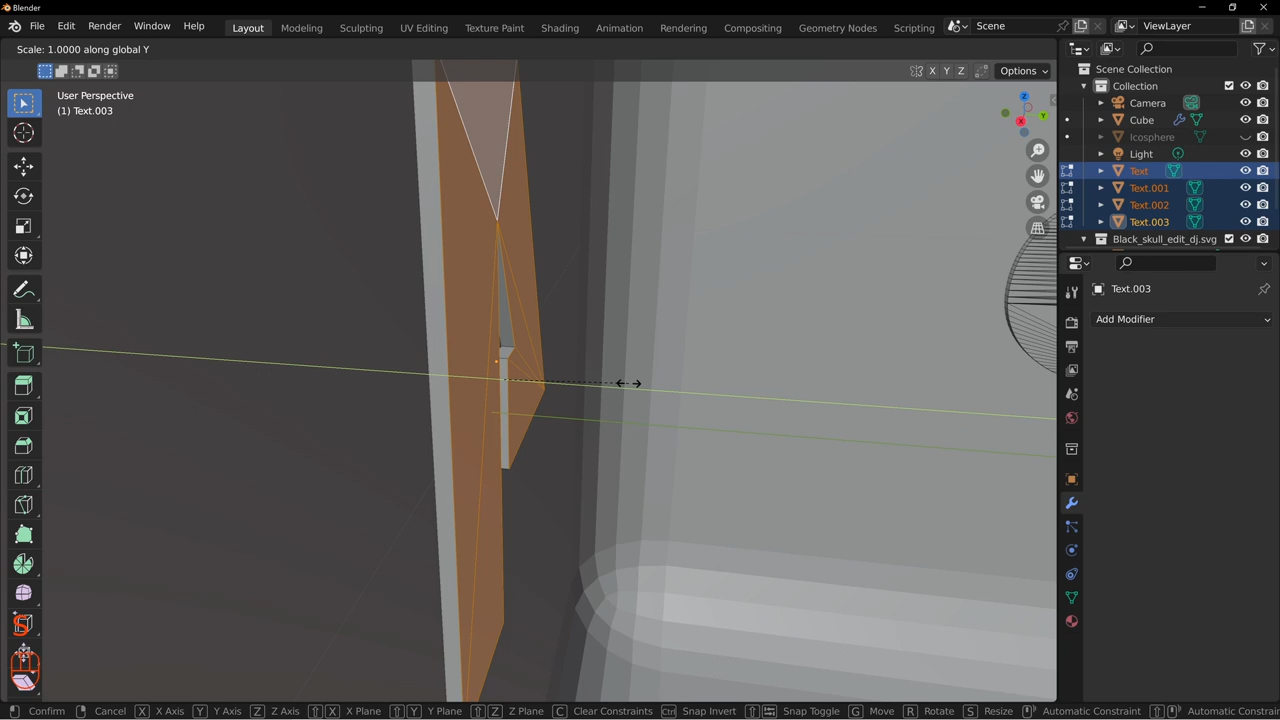 Blender
File Edit Render Window Help Layout Modeling Sculpting UV Editing Texture Paint Shading Animation Rendering Compositing Geometry Nodes Scripting Scene ViewLayer
Scale: 1.0000 along global Y
X Y Z Options
User Perspective
(1) Text.003
Z
Y
X
Scene Collection
Collection
Camera
Cube
Icosphere
Light
Text
Text.001
Text.002
Text.003
Black_skull_edit_dj.svg
Text.003
Add Modifier
S
Confirm Cancel X X Axis Y Y Axis Z Z Axis X X Plane Y Y Plane Z Z Plane C Clear Constraints Ctrl Snap Invert Snap Toggle G Move R Rotate S Resize Automatic Constraint Automatic Constrai